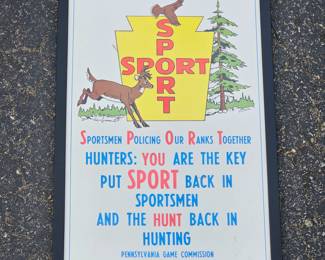 SPORT
SPORT
SPORTSMEN POLICING OUR RANKS TOGETHER
HUNTERS: YOU ARE THE KEY
PUT SPORT BACK IN
SPORTSMEN
AND THE HUNT BACK IN
HUNTING
PENNSYLVANIA GAME COMMISSION